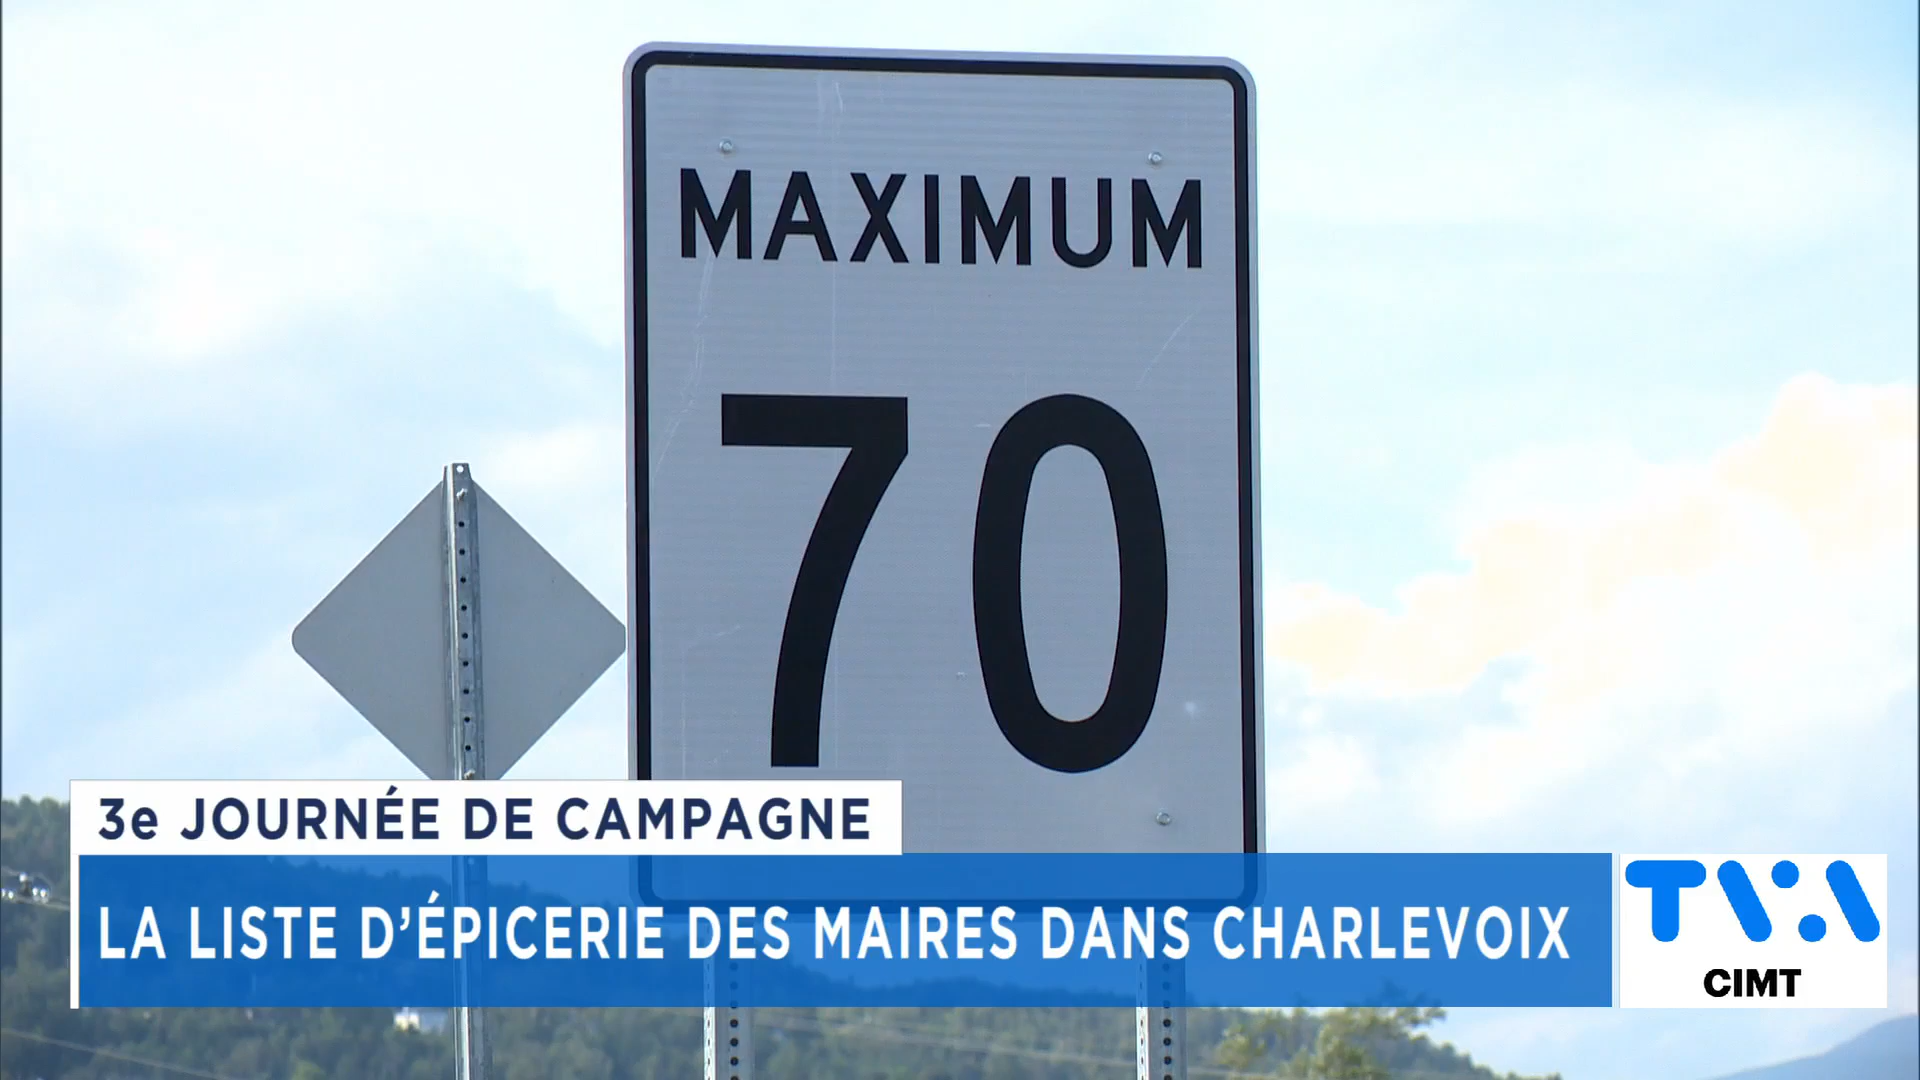 MAXIMUM
70
3e JOURNÉE DE CAMPAGNE
LA LISTE D'ÉPICERIE DES MAIRES DANS CHARLEVOIX
TVA
CIMT